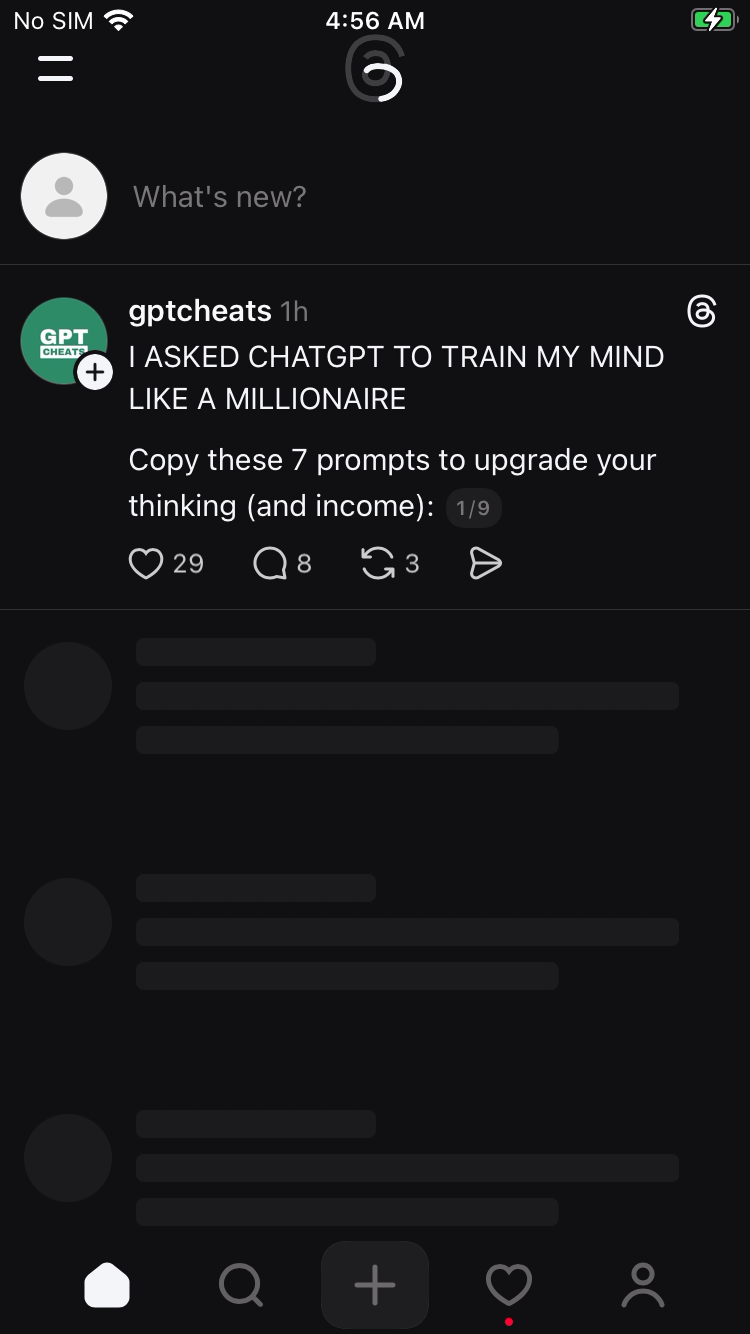 No SIM 4:56 AM
What's new?
gptcheats 1h
GPT
CHEATS
I ASKED CHATGPT TO TRAIN MY MIND
LIKE A MILLIONAIRE
Copy these 7 prompts to upgrade your
thinking (and income): 1/9
29 8 3